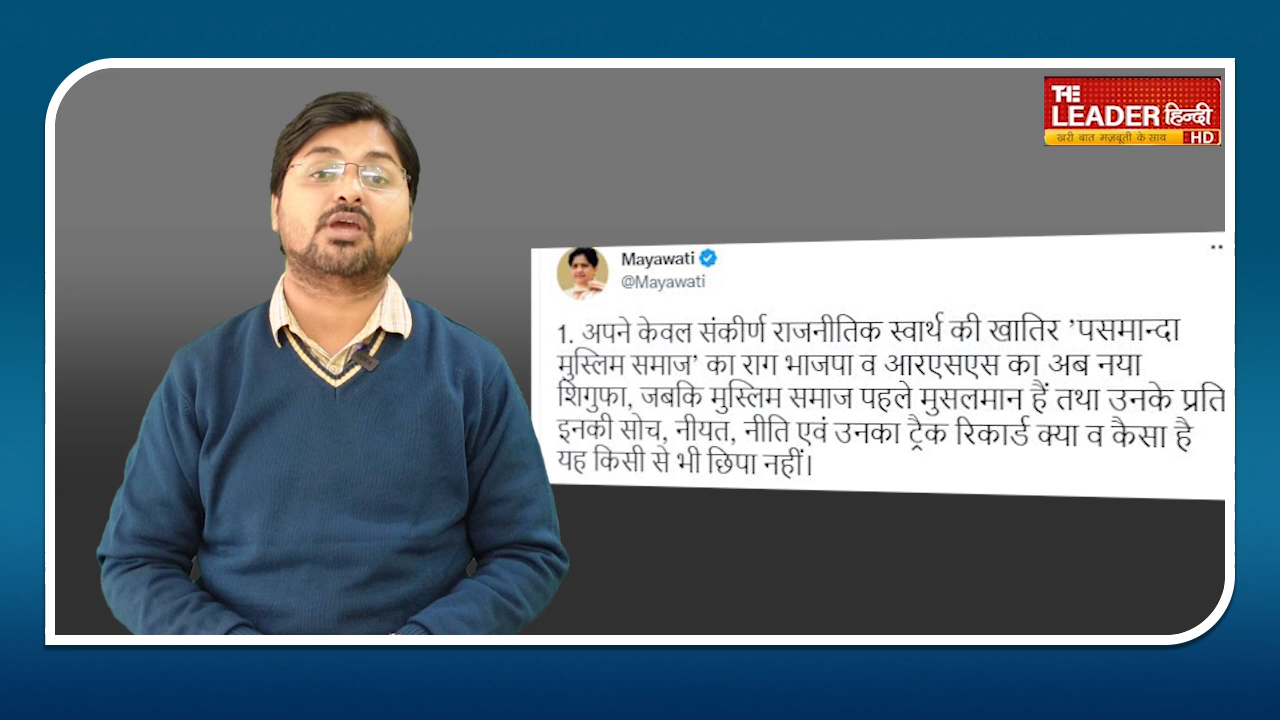 THE
LEADER हिन्दी
खरी बात मज़बूती के साथ HD
Mayawati
@Mayawati
1. अपने केवल संकीर्ण राजनीतिक स्वार्थ की खातिर ’पसमान्दा
मुस्लिम समाज’ का राग भाजपा व आरएसएस का अब नया
शिगुफा, जबकि मुस्लिम समाज पहले मुसलमान हैं तथा उनके प्रति
इनकी सोच, नीयत, नीति एवं उनका ट्रैक रिकार्ड क्या व कैसा है
यह किसी से भी छिपा नहीं।